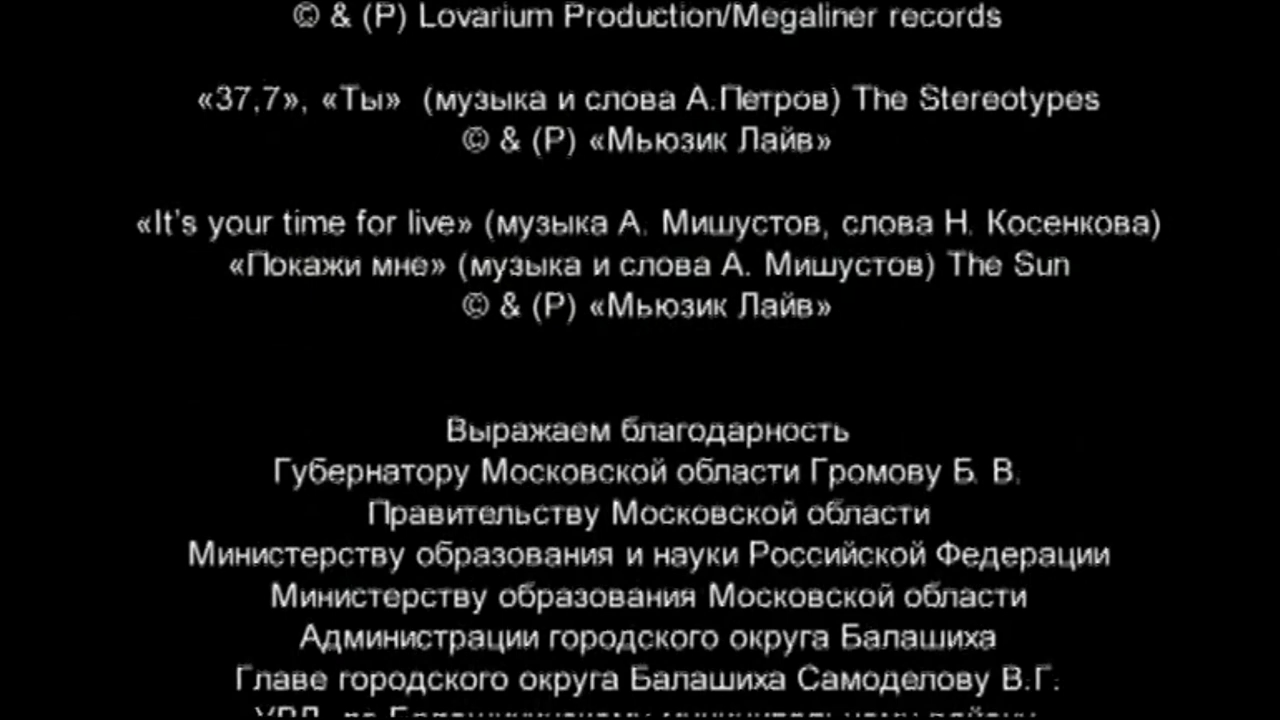 © & (P) Lovarium Production/Megaliner records
«37,7», «Ты» (музыка и слова А.Петров) The Stereotypes
© & (P) «Мьюзик Лайв»
«It's your time for live» (музыка А. Мишустов, слова Н. Косенкова)
«Покажи мне» (музыка и слова А. Мишустов) The Sun
© & (P) «Мьюзик Лайв»
Выражаем благодарность
Губернатору Московской области Громову Б. В.
Правительству Московской области
Министерству образования и науки Российской Федерации
Министерству образования Московской области
Администрации городского округа Балашиха
Главе городского округа Балашиха Самоделову В.Г.